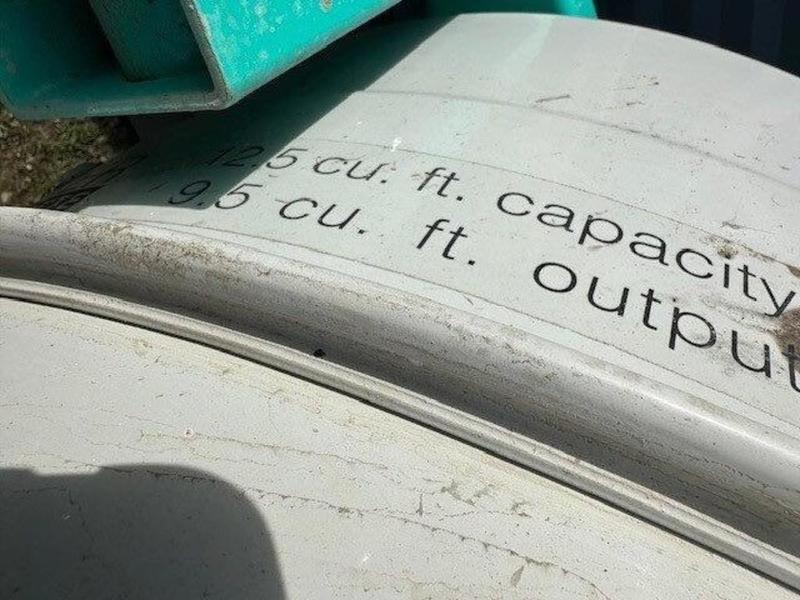 12.5 cu. ft. capacity
9.5 cu. ft. output